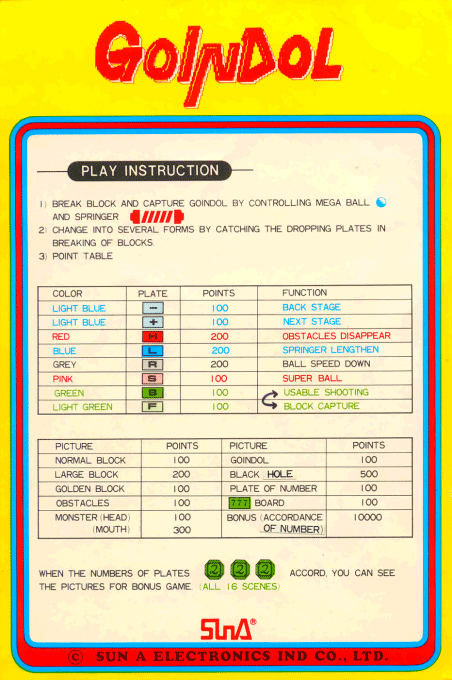 GOINDOL
PLAY INSTRUCTION
1) BREAK BLOCK AND CAPTURE GOINDOL BY CONTROLLING MEGA BALL
AND SPRINGER
2) CHANGE INTO SEVERAL FORMS BY CATCHING THE DROPPING PLATES IN
BREAKING OF BLOCKS.
3) POINT TABLE
COLOR PLATE POINTS FUNCTION
LIGHT BLUE − 100 BACK STAGE
LIGHT BLUE + 100 NEXT STAGE
RED 200 OBSTACLES DISAPPEAR
BLUE L 200 SPRINGER LENGTHEN
GREY R 200 BALL SPEED DOWN
PINK S 100 SUPER BALL
GREEN 100 USABLE SHOOTING
LIGHT GREEN F 100 BLOCK CAPTURE
PICTURE POINTS PICTURE POINTS
NORMAL BLOCK 100 GOINDOL 100
LARGE BLOCK 200 BLACK HOLE 500
GOLDEN BLOCK 100 PLATE OF NUMBER 100
OBSTACLES 100 777 BOARD 100
MONSTER (HEAD) 100 BONUS (ACCORDANCE 10000
(MOUTH) 300 OF NUMBER)
WHEN THE NUMBERS OF PLATES 2 2 2 ACCORD, YOU CAN SEE
THE PICTURES FOR BONUS GAME. (ALL 16 SCENES)
SUNA®
© SUN A ELECTRONICS IND CO., LTD.